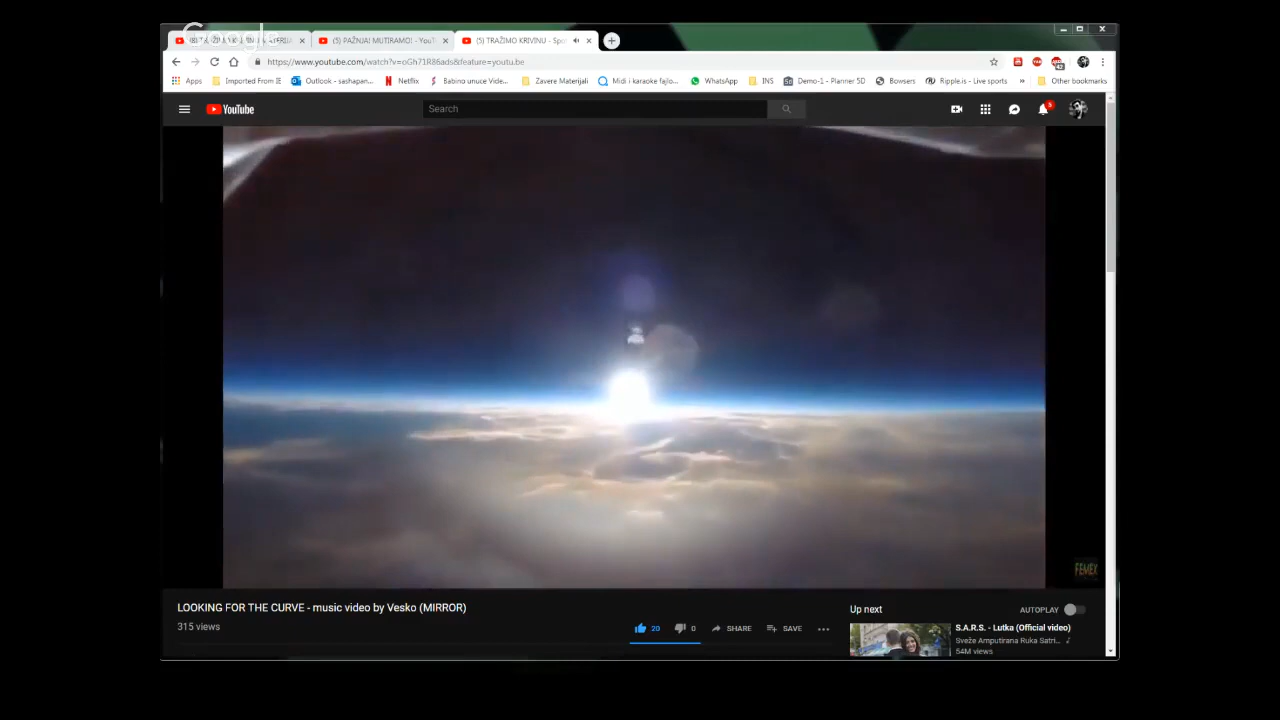 Google
(5) PAŽNJA! MUTIRAMO! - YouT
(5) TRAŽIMO KRIVINU - Spo
https://www.youtube.com/watch?v=oGh71R86ads&feature=youtu.be
Apps Imported From IE Outlook - sashapan... Netflix Babino unuce Vide... Zavere Materijali Midi i karaoke fajlo... WhatsApp INS Demo-1 - Planner 5D Bowsers Ripple.is - Live sports » Other bookmarks
YouTube Search 3
FEMEX
LOOKING FOR THE CURVE - music video by Vesko (MIRROR)
315 views
20 0 SHARE SAVE
Up next AUTOPLAY
S.A.R.S. - Lutka (Official video)
Sveže Amputirana Ruka Satri...
54M views